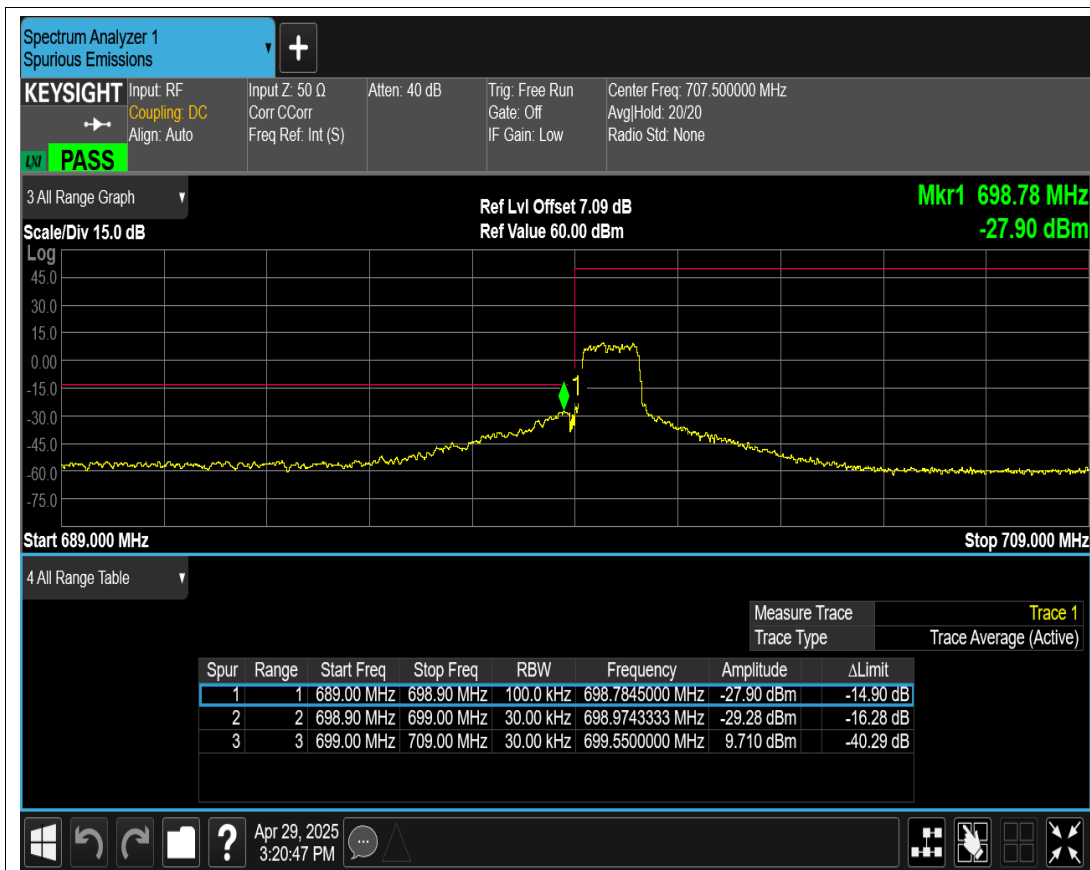 Spectrum Analyzer 1
Spurious Emissions
+
KEYSIGHT
Input: RF
Coupling: DC
Align: Auto
Input Z: 50 Ω
Corr CCorr
Freq Ref: Int (S)
Atten: 40 dB
Trig: Free Run
Gate: Off
IF Gain: Low
Center Freq: 707.500000 MHz
Avg|Hold: 20/20
Radio Std: None
LXI PASS
3 All Range Graph
Ref Lvl Offset 7.09 dB
Mkr1 698.78 MHz
Scale/Div 15.0 dB
Ref Value 60.00 dBm
-27.90 dBm
Log
45.0
30.0
15.0
0.00
-15.0
-30.0
-45.0
-60.0
-75.0
1
Start 689.000 MHz
Stop 709.000 MHz
4 All Range Table
Measure Trace Trace 1
Trace Type Trace Average (Active)
Spur Range Start Freq Stop Freq RBW Frequency Amplitude ΔLimit
1 1 689.00 MHz 698.90 MHz 100.0 kHz 698.7845000 MHz -27.90 dBm -14.90 dB
2 2 698.90 MHz 699.00 MHz 30.00 kHz 698.9743333 MHz -29.28 dBm -16.28 dB
3 3 699.00 MHz 709.00 MHz 30.00 kHz 699.5500000 MHz 9.710 dBm -40.29 dB
?
Apr 29, 2025
3:20:47 PM